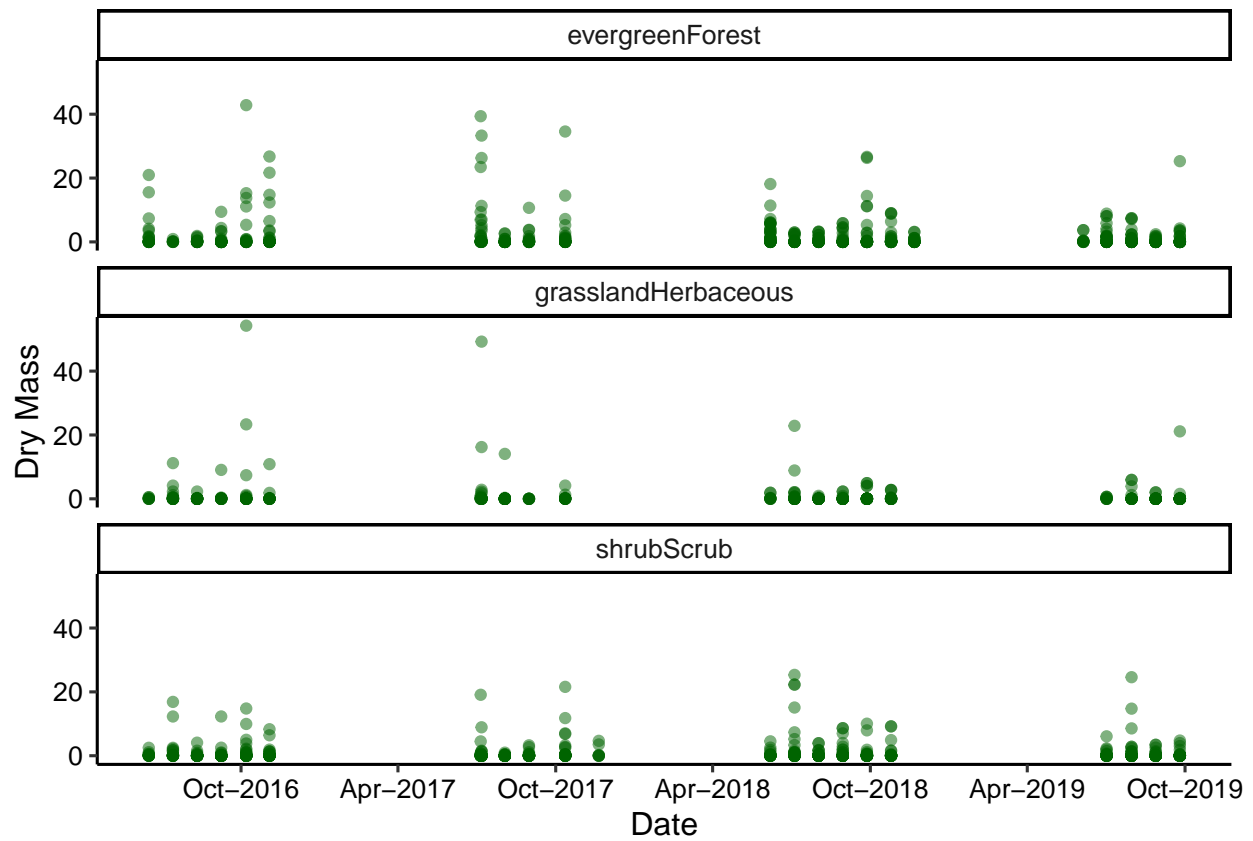 evergreenForest
40
20
0
grasslandHerbaceous
Dry Mass
40
20
0
shrubScrub
40
20
0
Oct−2016 Apr−2017 Oct−2017 Apr−2018 Oct−2018 Apr−2019 Oct−2019
Date